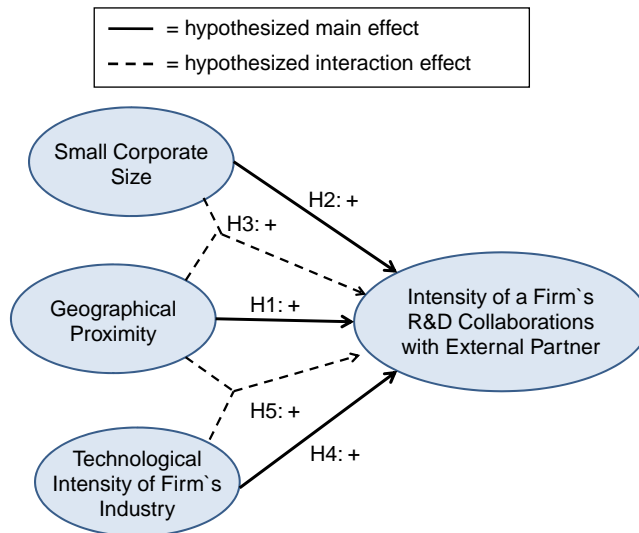 = hypothesized main effect
= hypothesized interaction effect
Small Corporate
Size
H2: +
H3: +
Geographical
Proximity
H1: +
Intensity of a Firm`s
R&D Collaborations
with External Partner
H5: +
H4: +
Technological
Intensity of Firm`s
Industry